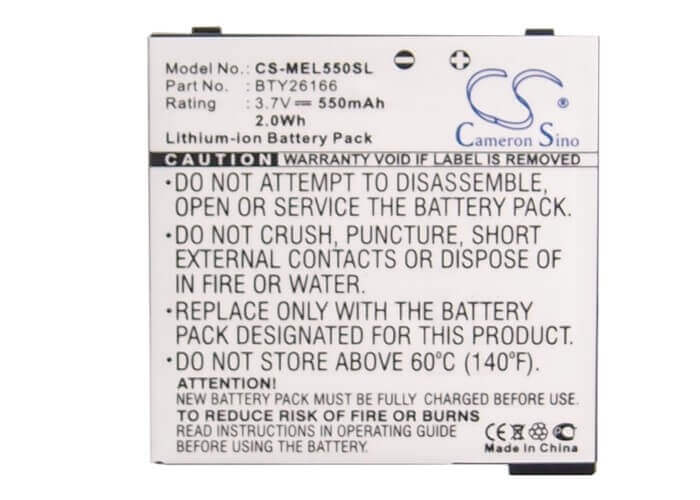 Model No.: CS-MEL550SL
Part No.: BTY26166
Rating: 3.7V 550mAh
2.0Wh
Lithium-ion Battery Pack
CS
Cameron Sino
CAUTION WARRANTY VOID IF LABEL IS REMOVED
•DO NOT ATTEMPT TO DISASSEMBLE,
OPEN OR SERVICE THE BATTERY PACK.
•DO NOT CRUSH, PUNCTURE, SHORT
EXTERNAL CONTACTS OR DISPOSE OF
IN FIRE OR WATER.
•REPLACE ONLY WITH THE BATTERY
PACK DESIGNATED FOR THIS PRODUCT.
•DO NOT STORE ABOVE 60°C (140°F).
ATTENTION!
NEW BATTERY PACK MUST BE FULLY CHARGED BEFORE FIRST USE.
TO REDUCE RISK OF FIRE OR BURNS
READ INSTRUCTIONS IN OPERATING GUIDE CAREFULLY.
CE
Made in China